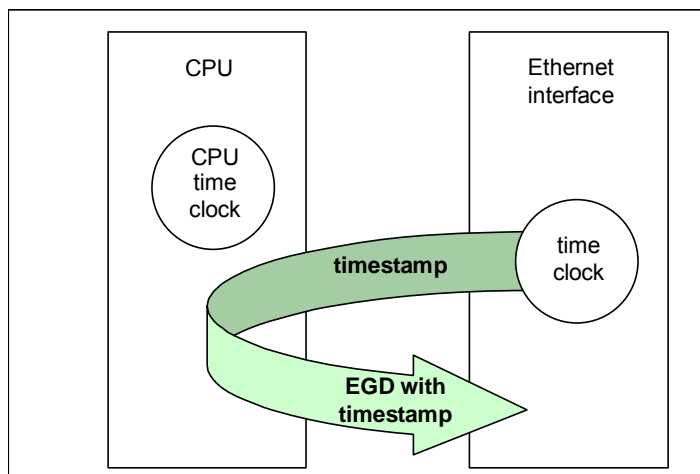 CPU
Ethernet
interface
CPU
time
clock
time
clock
timestamp
EGD with
timestamp